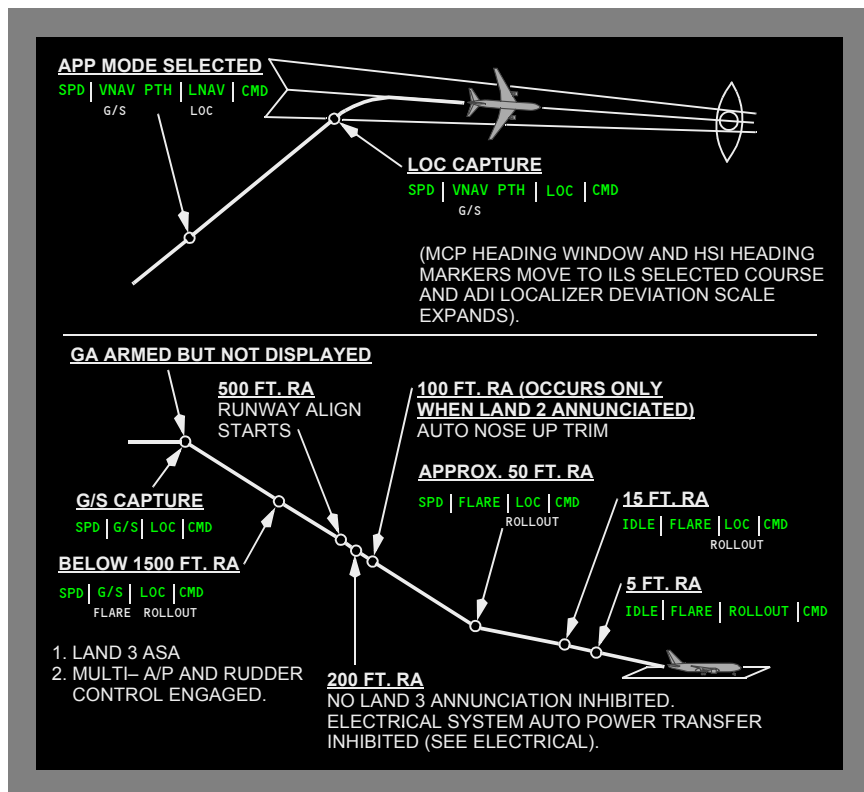 APP MODE SELECTED
SPD | VNAV PTH | LNAV | CMD
G/S LOC
LOC CAPTURE
SPD | VNAV PTH | LOC | CMD
G/S
(MCP HEADING WINDOW AND HSI HEADING
MARKERS MOVE TO ILS SELECTED COURSE
AND ADI LOCALIZER DEVIATION SCALE
EXPANDS).
GA ARMED BUT NOT DISPLAYED
500 FT. RA
RUNWAY ALIGN
STARTS
100 FT. RA (OCCURS ONLY
WHEN LAND 2 ANNUNCIATED)
AUTO NOSE UP TRIM
G/S CAPTURE
SPD | G/S | LOC | CMD
APPROX. 50 FT. RA
SPD | FLARE | LOC | CMD
ROLLOUT
15 FT. RA
IDLE | FLARE | LOC | CMD
ROLLOUT
BELOW 1500 FT. RA
SPD | G/S | LOC | CMD
FLARE ROLLOUT
5 FT. RA
IDLE | FLARE | ROLLOUT | CMD
1. LAND 3 ASA
2. MULTI– A/P AND RUDDER
CONTROL ENGAGED.
200 FT. RA
NO LAND 3 ANNUNCIATION INHIBITED.
ELECTRICAL SYSTEM AUTO POWER TRANSFER
INHIBITED (SEE ELECTRICAL).